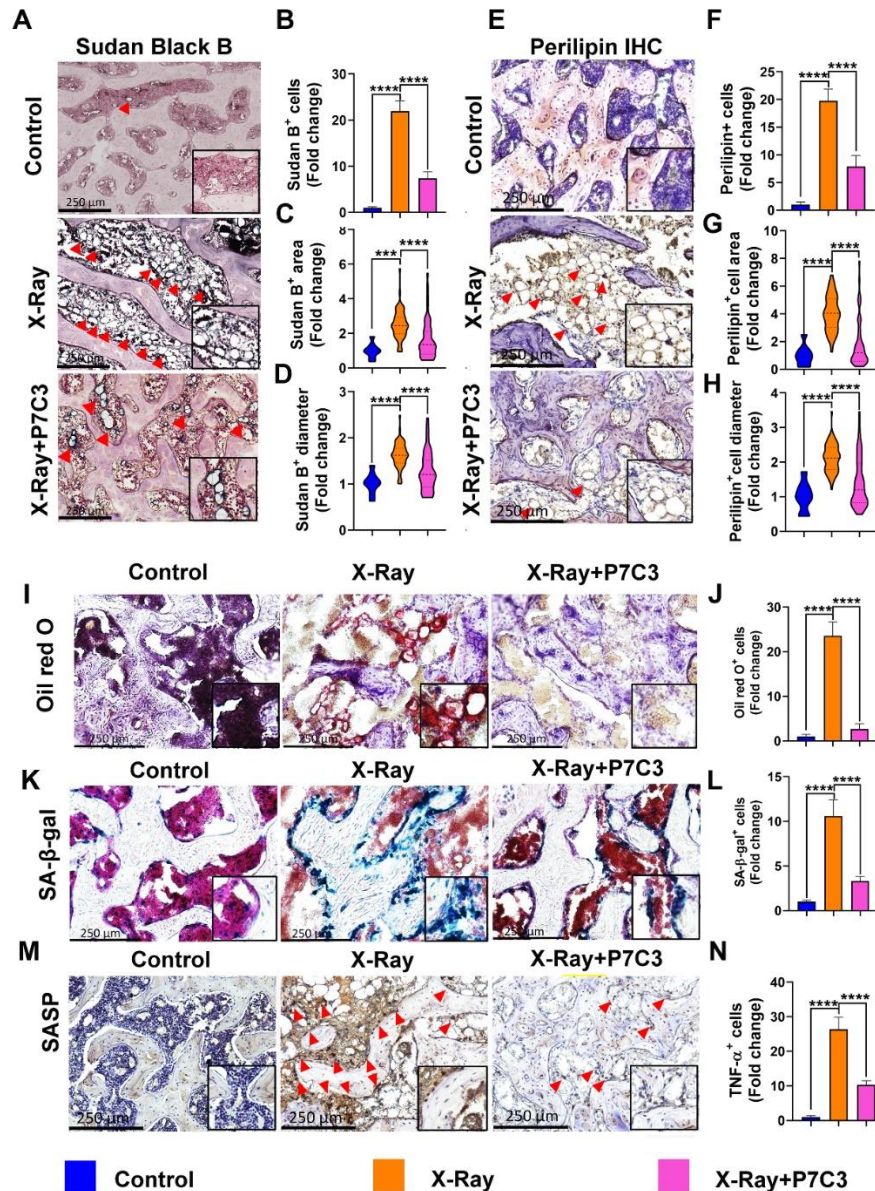 A
Sudan Black B
Control
250 µm
X-Ray
250 µm
X-Ray+P7C3
250 µm
B
Sudan B⁺ cells
(Fold change)
30
20
10
0
**** ****
C
Sudan B⁺ area
(Fold change)
6
4
2
0
*** ****
D
Sudan B⁺ diameter
(Fold change)
3
2
1
0
**** ****
E
Perilipin IHC
Control
250 µm
X-Ray
250 µm
X-Ray+P7C3
250 µm
F
Perilipin+ cells
(Fold change)
25
20
15
10
5
0
**** ****
G
Perilipin⁺cell area
(Fold change)
10
8
6
4
2
0
**** ****
H
Perilipin⁺cell diameter
(Fold change)
4
3
2
1
0
**** ****
Control X-Ray X-Ray+P7C3
I
Oil red O
250 µm 250 µm 250 µm
J
Oil red O⁺ cells
(Fold change)
30
20
10
0
**** ****
Control X-Ray X-Ray+P7C3
K
SA-β-gal
250 µm 250 µm 250 µm
L
SA-β-gal⁺ cells
(Fold change)
15
10
5
0
**** ****
Control X-Ray X-Ray+P7C3
M
SASP
250 µm 250 µm 250 µm
N
TNF-α⁺ cells
(Fold change)
40
30
20
10
0
**** ****
Control X-Ray X-Ray+P7C3